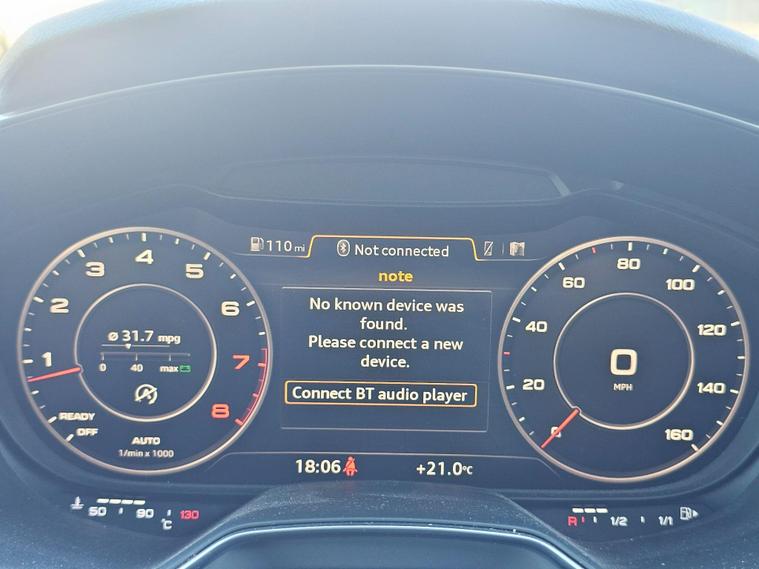 110 mi
Not connected
note
No known device was
found.
Please connect a new
device.
Connect BT audio player
1
2
3
4
5
6
7
8
ø 31.7 mpg
0 40 max
READY
OFF
AUTO
1/min x 1000
0
20
40
60
80
100
120
140
160
0
MPH
18:06
+21.0°C
50 90 130
°C
R 1/2 1/1